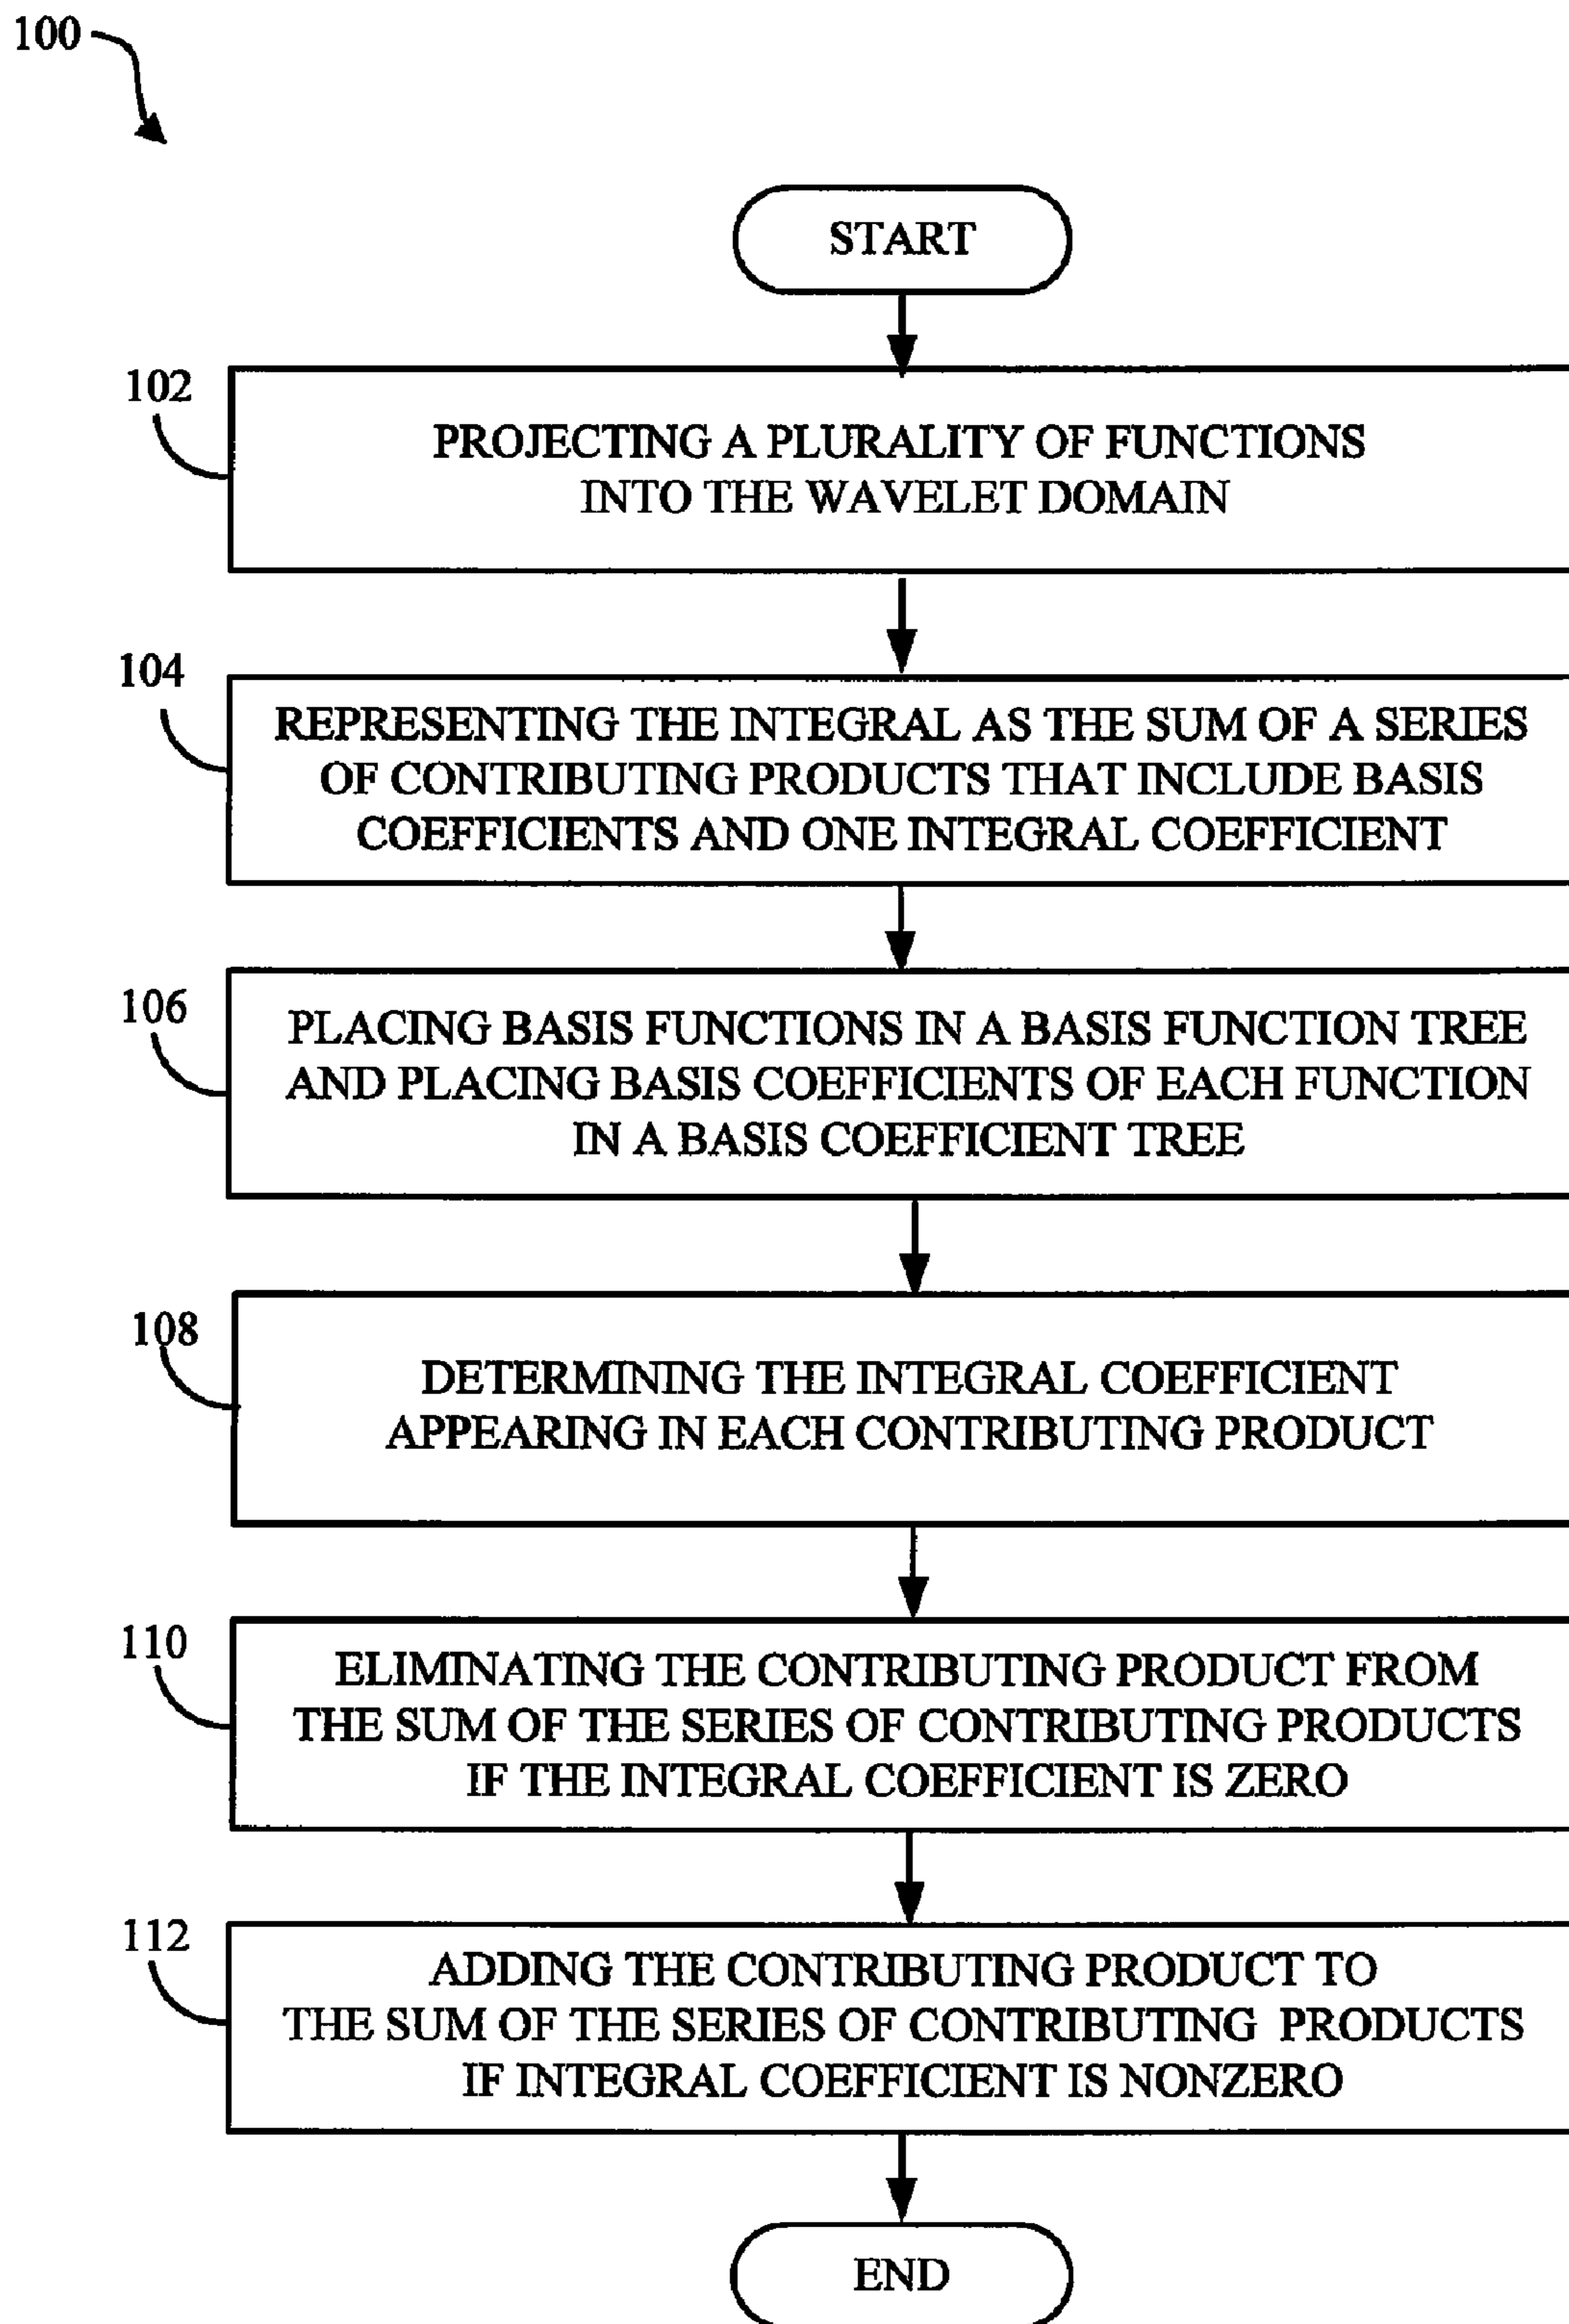 100
START
102
PROJECTING A PLURALITY OF FUNCTIONS
INTO THE WAVELET DOMAIN
104
REPRESENTING THE INTEGRAL AS THE SUM OF A SERIES
OF CONTRIBUTING PRODUCTS THAT INCLUDE BASIS
COEFFICIENTS AND ONE INTEGRAL COEFFICIENT
106
PLACING BASIS FUNCTIONS IN A BASIS FUNCTION TREE
AND PLACING BASIS COEFFICIENTS OF EACH FUNCTION
IN A BASIS COEFFICIENT TREE
108
DETERMINING THE INTEGRAL COEFFICIENT
APPEARING IN EACH CONTRIBUTING PRODUCT
110
ELIMINATING THE CONTRIBUTING PRODUCT FROM
THE SUM OF THE SERIES OF CONTRIBUTING PRODUCTS
IF THE INTEGRAL COEFFICIENT IS ZERO
112
ADDING THE CONTRIBUTING PRODUCT TO
THE SUM OF THE SERIES OF CONTRIBUTING PRODUCTS
IF INTEGRAL COEFFICIENT IS NONZERO
END